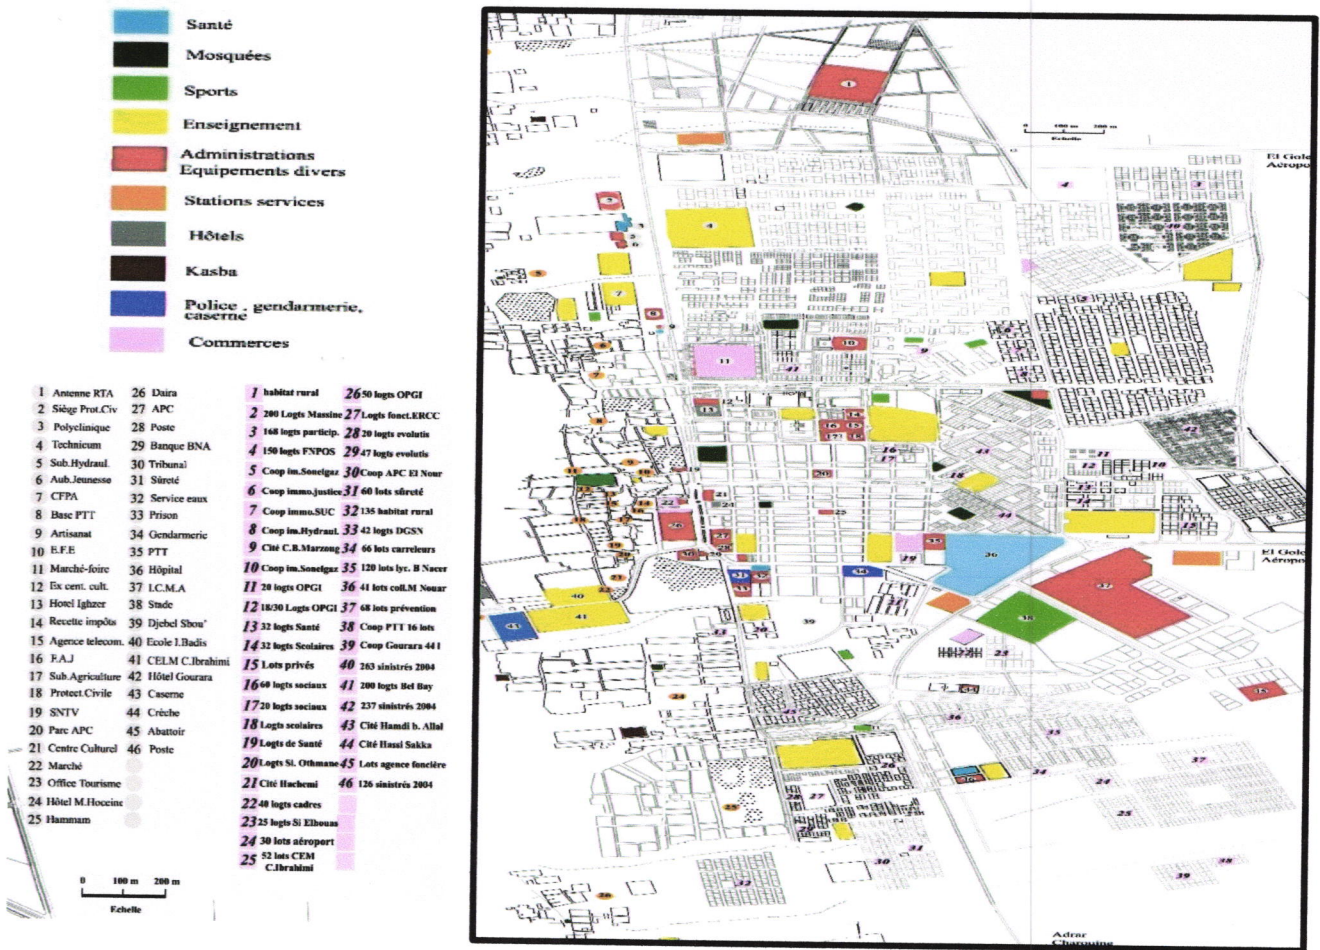 Santé
Mosquées
Sports
Enseignement
Administrations
Equipements divers
Stations services
Hôtels
Kasba
Police , gendarmerie,
caserne
Commerces
1 Antenne RTA
2 Siège Prot.Civ
3 Polyclinique
4 Technicum
5 Sub.Hydraul.
6 Aub.Jeunesse
7 CFPA
8 Base PTT
9 Artisanat
10 E.F.E
11 Marché-foire
12 Ex cent. cult.
13 Hotel Ighzer
14 Recette impôts
15 Agence telecom.
16 F.A.J
17 Sub.Agriculture
18 Protect.Civile
19 SNTV
20 Parc APC
21 Centre Culturel
22 Marché
23 Office Tourisme
24 Hôtel M.Hoceine
25 Hammam
26 Daira
27 APC
28 Poste
29 Banque BNA
30 Tribunal
31 Sûreté
32 Service eaux
33 Prison
34 Gendarmerie
35 PTT
36 Hôpital
37 I.C.M.A
38 Stade
39 Djebel Sbou'
40 Ecole I.Badis
41 CELM C.Ibrahimi
42 Hôtel Gourara
43 Caserne
44 Crèche
45 Abattoir
46 Poste
1 habitat rural
2 200 Logts Massine
3 168 logts particip.
4 150 logts FNPOS
5 Coop im.Sonelgaz
6 Coop immo.justice
7 Coop immo.SUC
8 Coop im.Hydraul.
9 Cité C.B.Marzoug
10 Coop im.Sonelgaz
11 20 logts OPGI
12 18/30 Logts OPGI
13 32 logts Santé
14 32 logts Scolaires
15 Lots privés
16 60 logts sociaux
17 20 logts sociaux
18 Logts scolaires
19 Logts de Santé
20 Logts Si. Othmane
21 Cité Hachemi
22 40 logts cadres
23 25 logts Si Elhouas
24 30 lots aéroport
25 52 lots CEM
C.Ibrahimi
26 50 logts OPGI
27 Logts fonct.ERCC
28 20 logts evolutis
29 47 logts evolutis
30 Coop APC El Nour
31 60 lots sûreté
32 135 habitat rural
33 42 logts DGSN
34 66 lots carreleurs
35 120 lots lyc. B Nacer
36 41 lots coll.M Nouar
37 68 lots prévention
38 Coop PTT 16 lots
39 Coop Gourara 441
40 263 sinistrés 2004
41 200 logts Bel Bay
42 237 sinistrés 2004
43 Cité Hamdi b. Allal
44 Cité Hassi Sakka
45 Lots agence foncière
46 126 sinistrés 2004
0 100 m 200 m
Echelle
0 100 m 200 m
Echelle
El Gole
Aéropo
El Gole
Aéropo
Adrar
Charouine